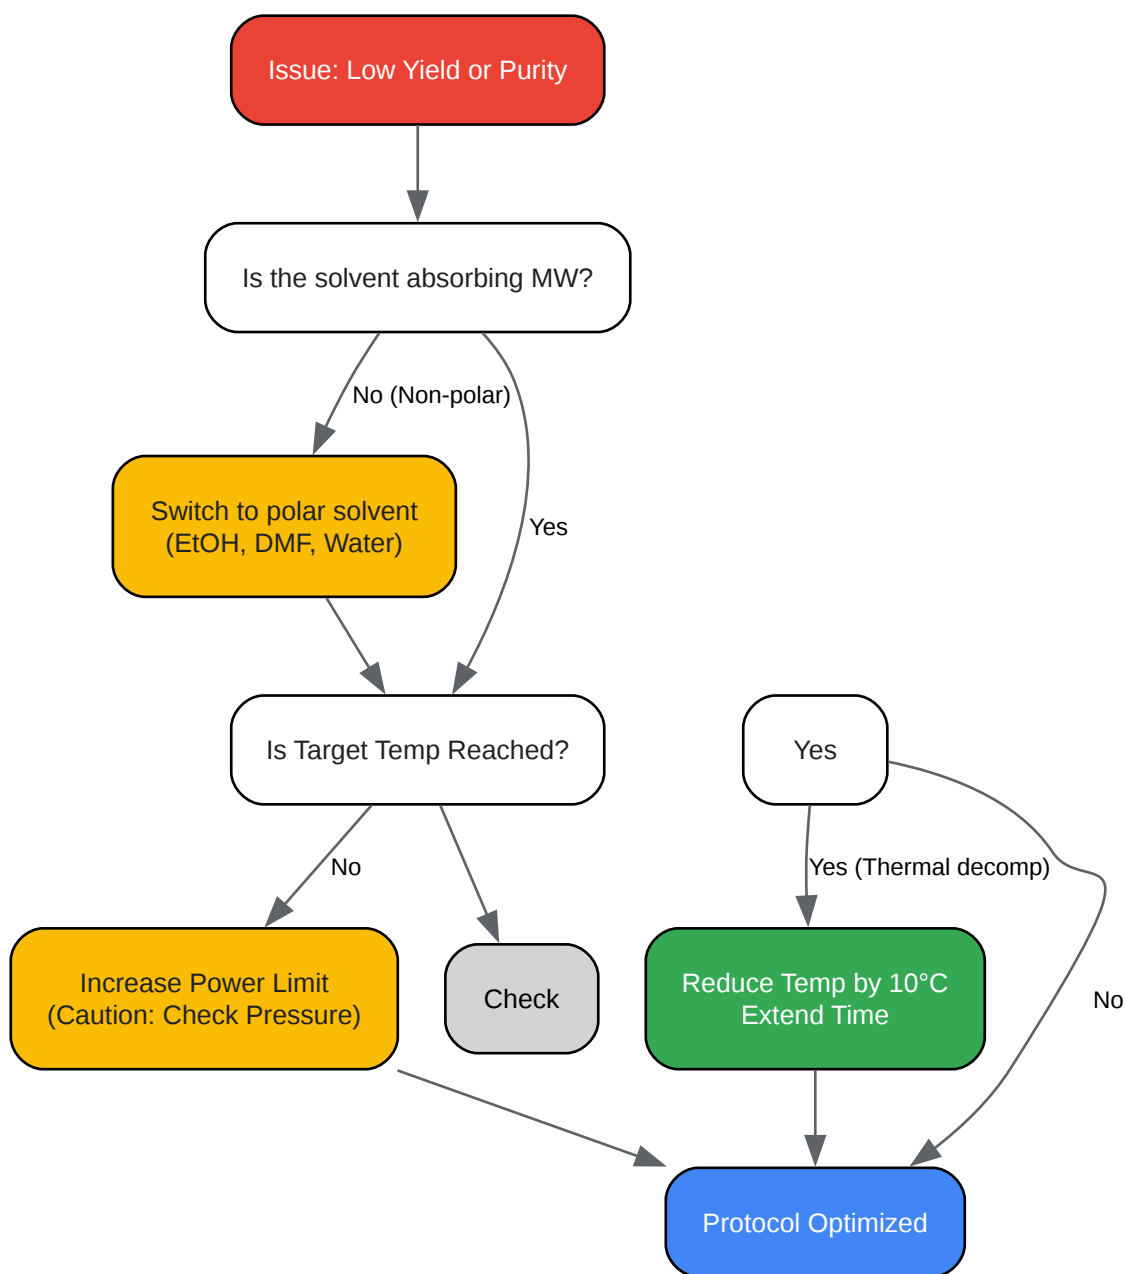 Issue: Low Yield or Purity
Is the solvent absorbing MW?
No (Non-polar)
Switch to polar solvent
(EtOH, DMF, Water)
Yes
Is Target Temp Reached?
Yes
No
Yes (Thermal decomp)
Increase Power Limit
(Caution: Check Pressure)
Check
Reduce Temp by 10°C
Extend Time
No
Protocol Optimized